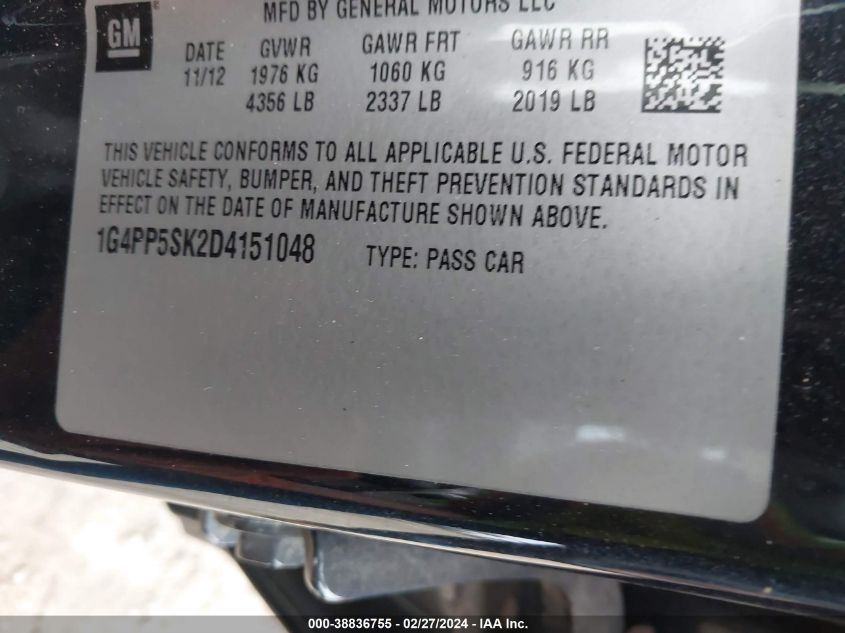 MFD BY GENERAL MOTORS LLC
GM
DATE GVWR GAWR FRT GAWR RR
11/12 1976 KG 1060 KG 916 KG
4356 LB 2337 LB 2019 LB
THIS VEHICLE CONFORMS TO ALL APPLICABLE U.S. FEDERAL MOTOR
VEHICLE SAFETY, BUMPER, AND THEFT PREVENTION STANDARDS IN
EFFECT ON THE DATE OF MANUFACTURE SHOWN ABOVE.
1G4PP5SK2D4151048 TYPE: PASS CAR
000-38836755 - 02/27/2024 - IAAI.com